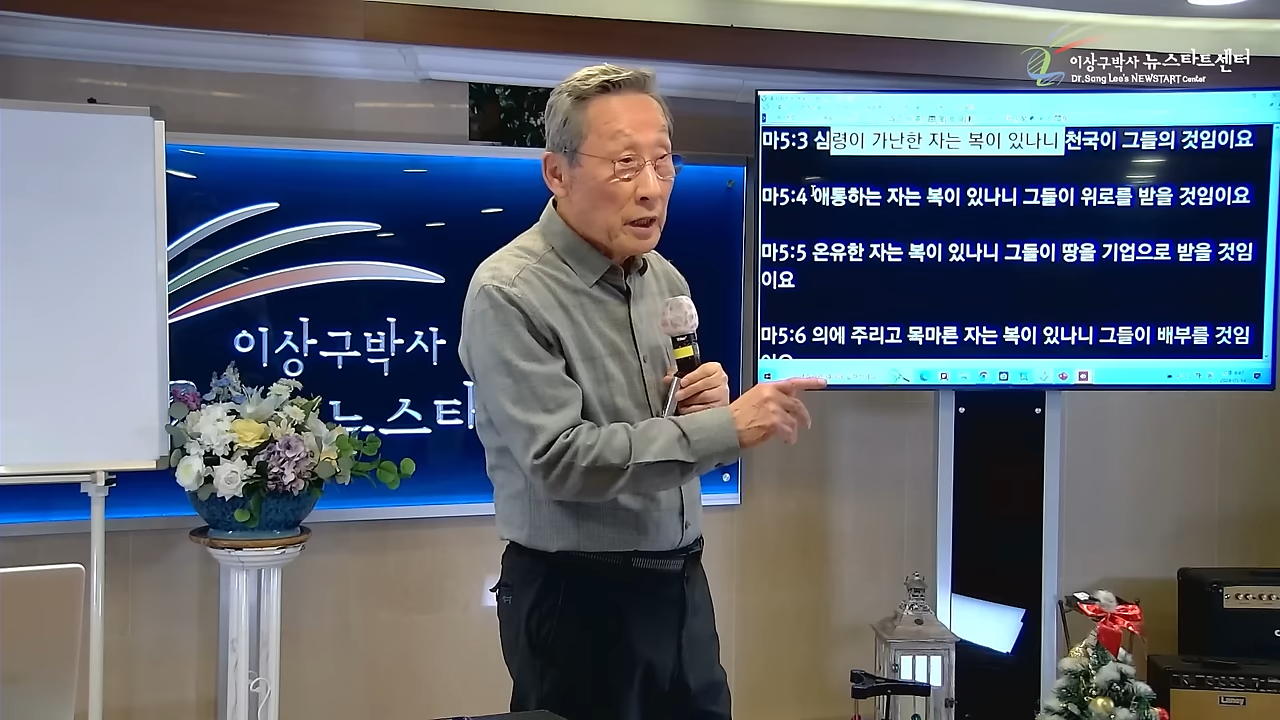 이상구박사 뉴스타트센터
Dr.Sang Lee's NEWSTART Center
마5:3 심령이 가난한 자는 복이 있나니 천국이 그들의 것임이요
마5:4 애통하는 자는 복이 있나니 그들이 위로를 받을 것임이요
마5:5 온유한 자는 복이 있나니 그들이 땅을 기업으로 받을 것임
이요
마5:6 의에 주리고 목마른 자는 복이 있나니 그들이 배부를 것임
이상구박사
뉴스타
Laney